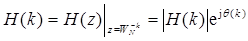 H(k) = H(z)|_{z=W_N^{-k}} = |H(k)|e^{jθ(k)}